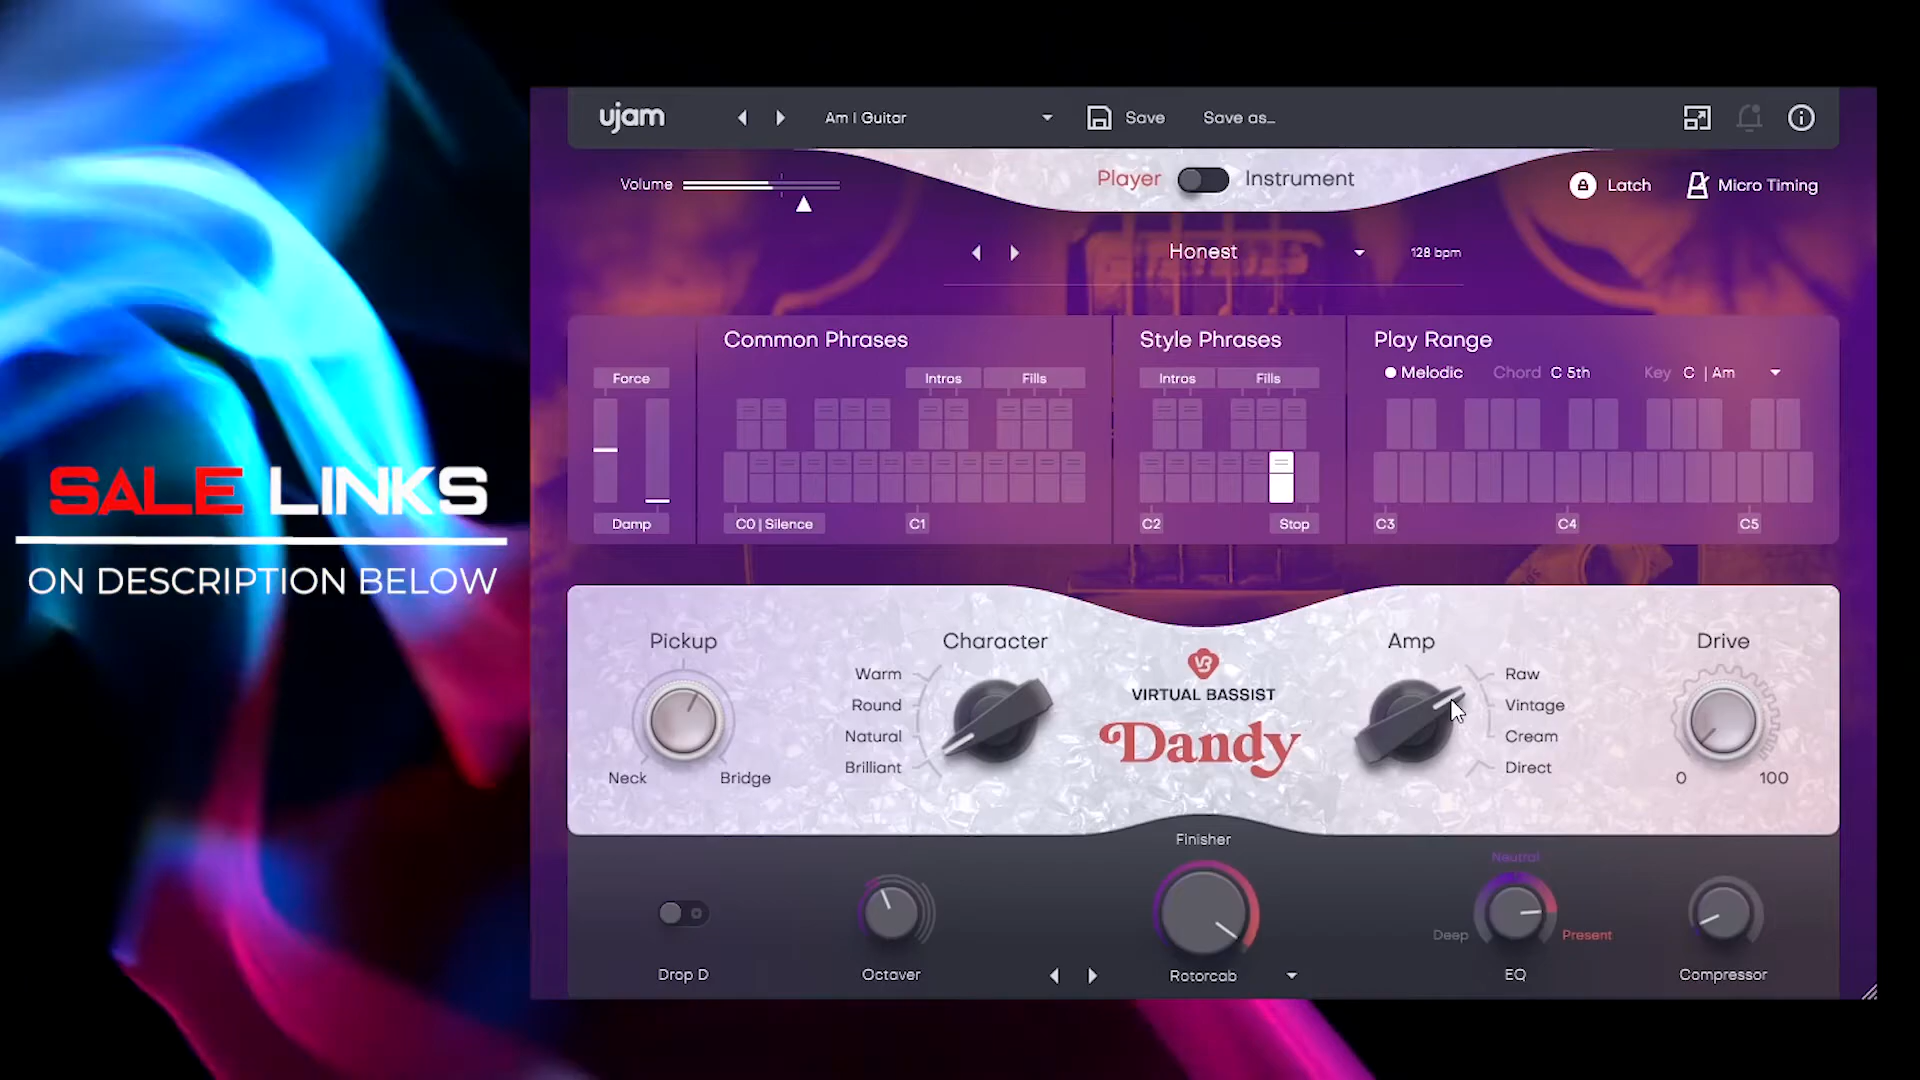 ujam
Am I Guitar
Save
Save as...
Volume
Player
Instrument
Latch
Micro Timing
Honest
128 bpm
Common Phrases
Style Phrases
Play Range
Force
Intros
Fills
Intros
Fills
Melodic
Chord
C 5th
Key
C | Am
SALE LINKS
ON DESCRIPTION BELOW
Damp
C0 | Silence
C1
C2
Stop
C3
C4
C5
Pickup
Neck
Bridge
Character
Warm
Round
Natural
Brilliant
VB
VIRTUAL BASSIST
Dandy
Amp
Raw
Vintage
Cream
Direct
Drive
0
100
Finisher
Neutral
Deep
Present
Drop D
Octaver
Rotorcab
EQ
Compressor